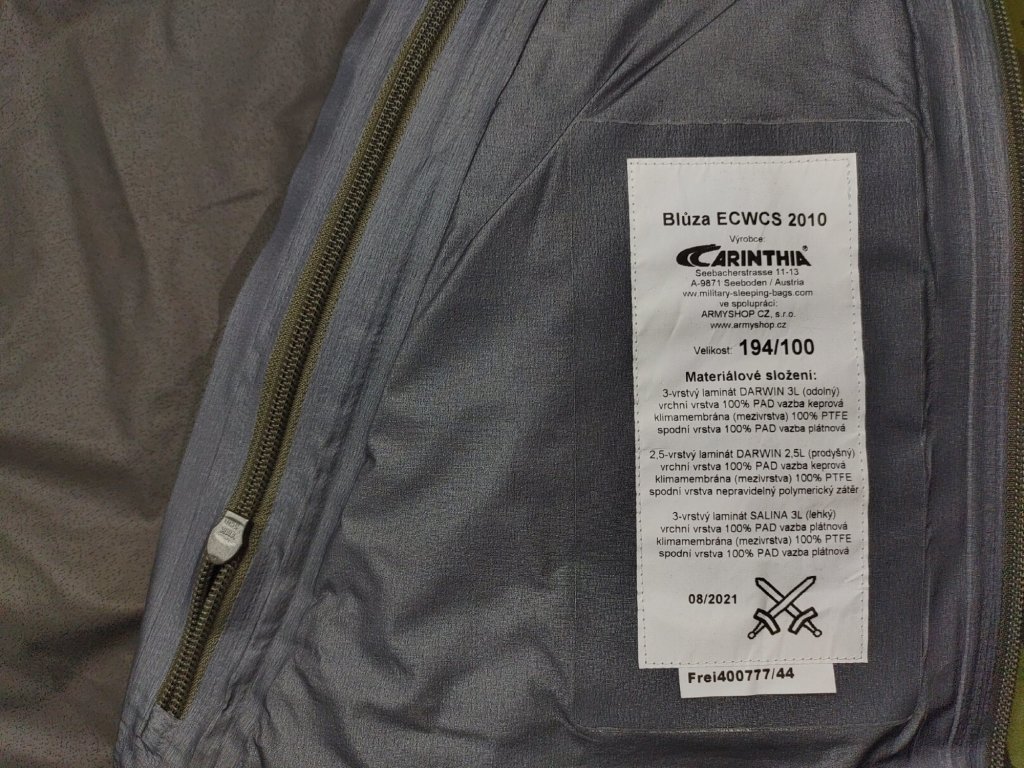 Blůza ECWCS 2010
Výrobce:
CARINTHIA®
Seebacherstrasse 11-13
A-9871 Seeboden / Austria
www.military-sleeping-bags.com
ve spolupráci:
ARMYSHOP CZ, s.r.o.
www.armyshop.cz
Velikost: 194/100
Materiálové složení:
3-vrstvý laminát DARWIN 3L (odolný)
vrchní vrstva 100% PAD vazba keprová
klimamembrána (mezivrstva) 100% PTFE
spodní vrstva 100% PAD vazba plátnová
2,5-vrstvý laminát DARWIN 2,5L (prodyšný)
vrchní vrstva 100% PAD vazba keprová
klimamembrána (mezivrstva) 100% PTFE
spodní vrstva nepravidelný polymerický zátěr
3-vrstvý laminát SALINA 3L (lehký)
vrchní vrstva 100% PAD vazba plátnová
klimamembrána (mezivrstva) 100% PTFE
spodní vrstva 100% PAD vazba plátnová
08/2021
Frei400777/44